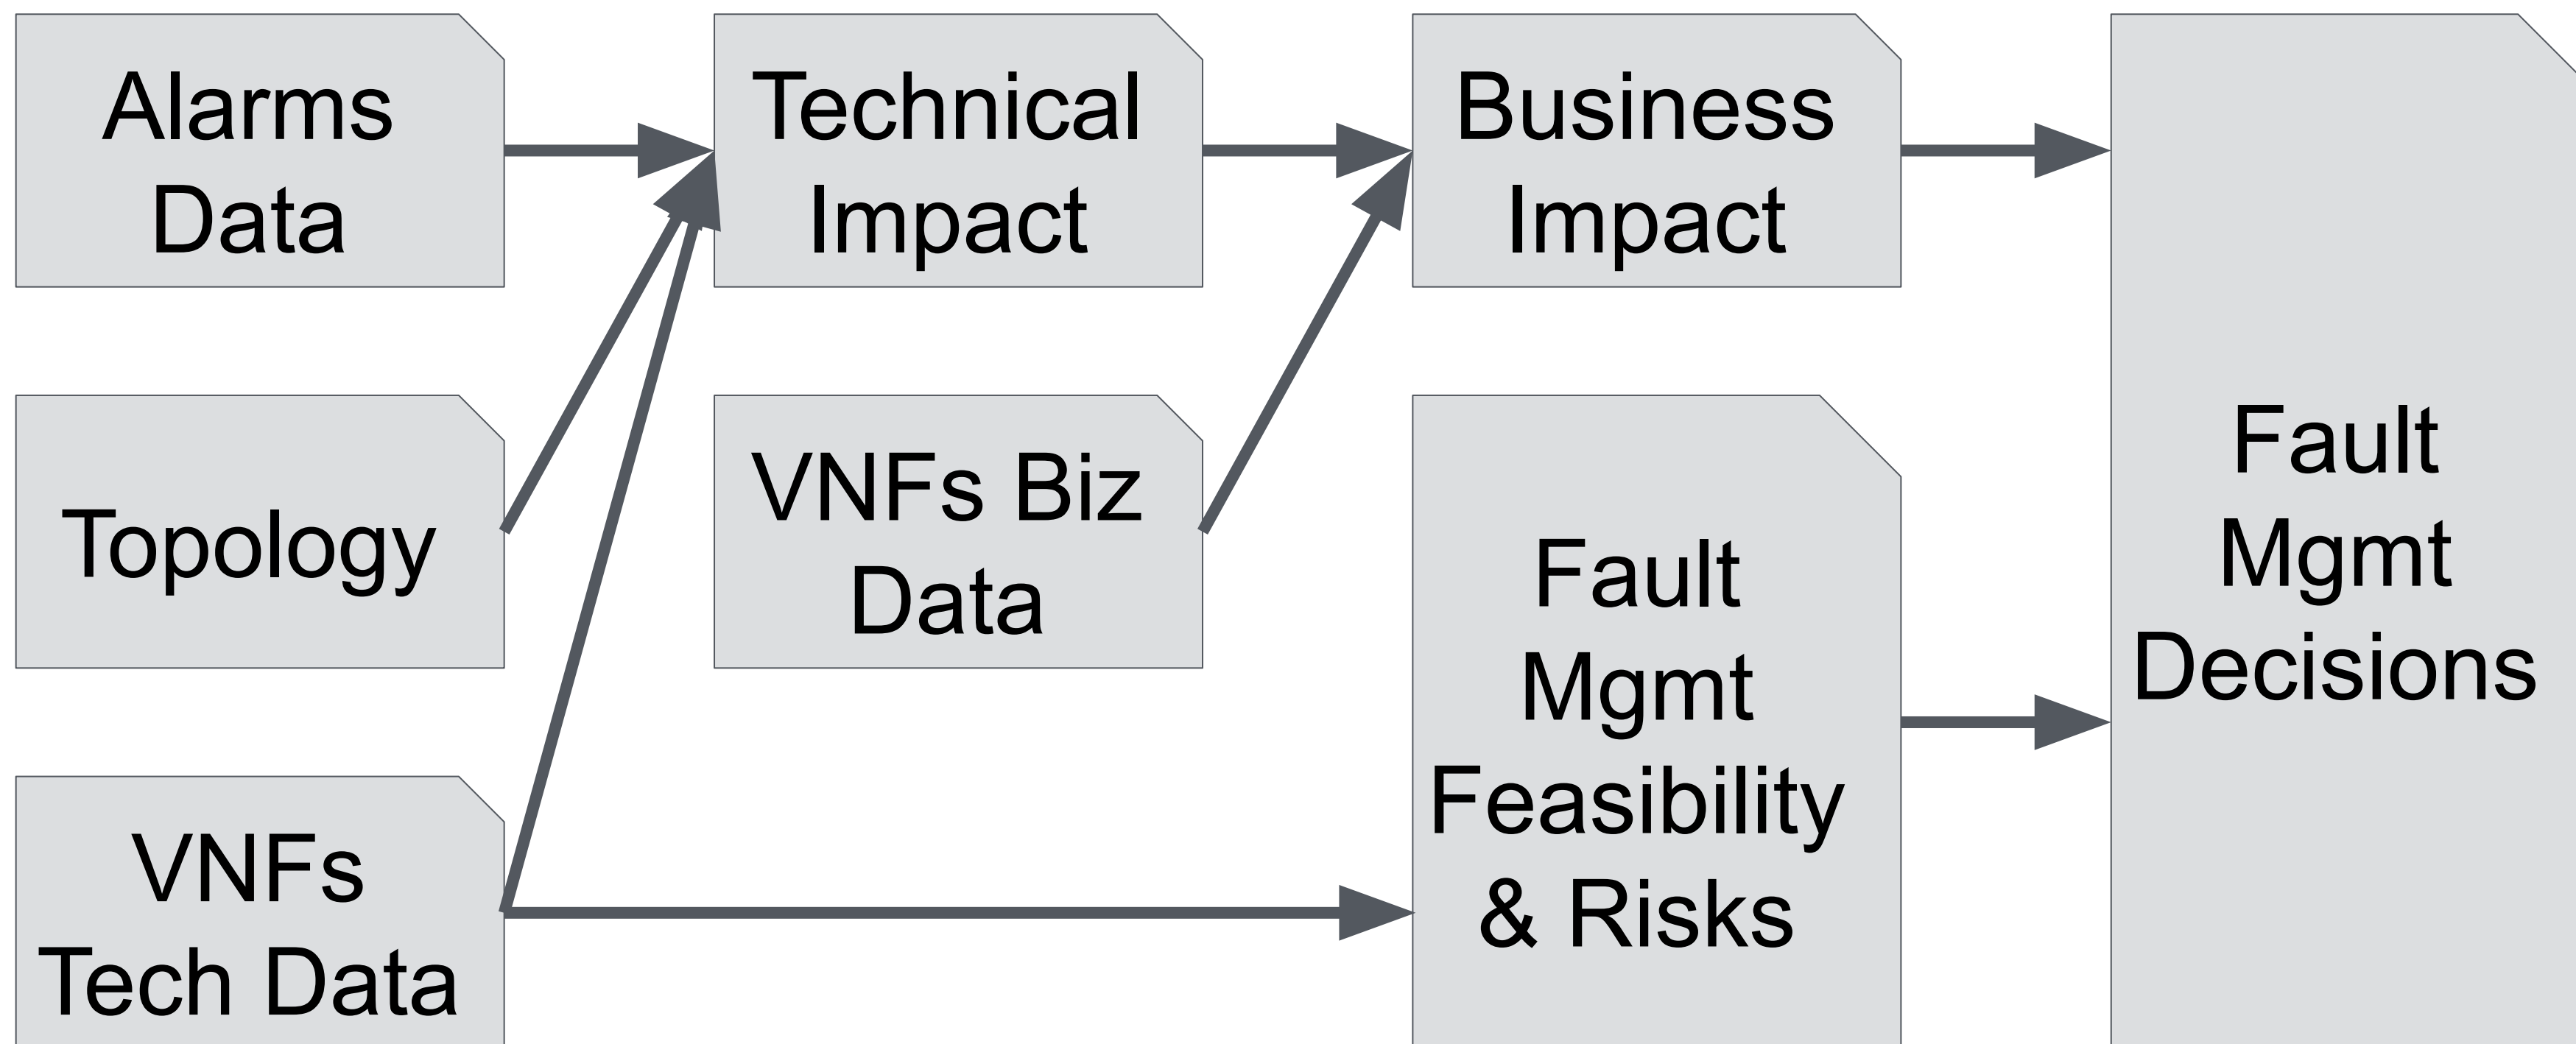 Alarms
Data
Technical
Impact
Business
Impact
Topology
VNFs Biz
Data
VNFs
Tech Data
Fault
Mgmt
Feasibility
& Risks
Fault
Mgmt
Decisions